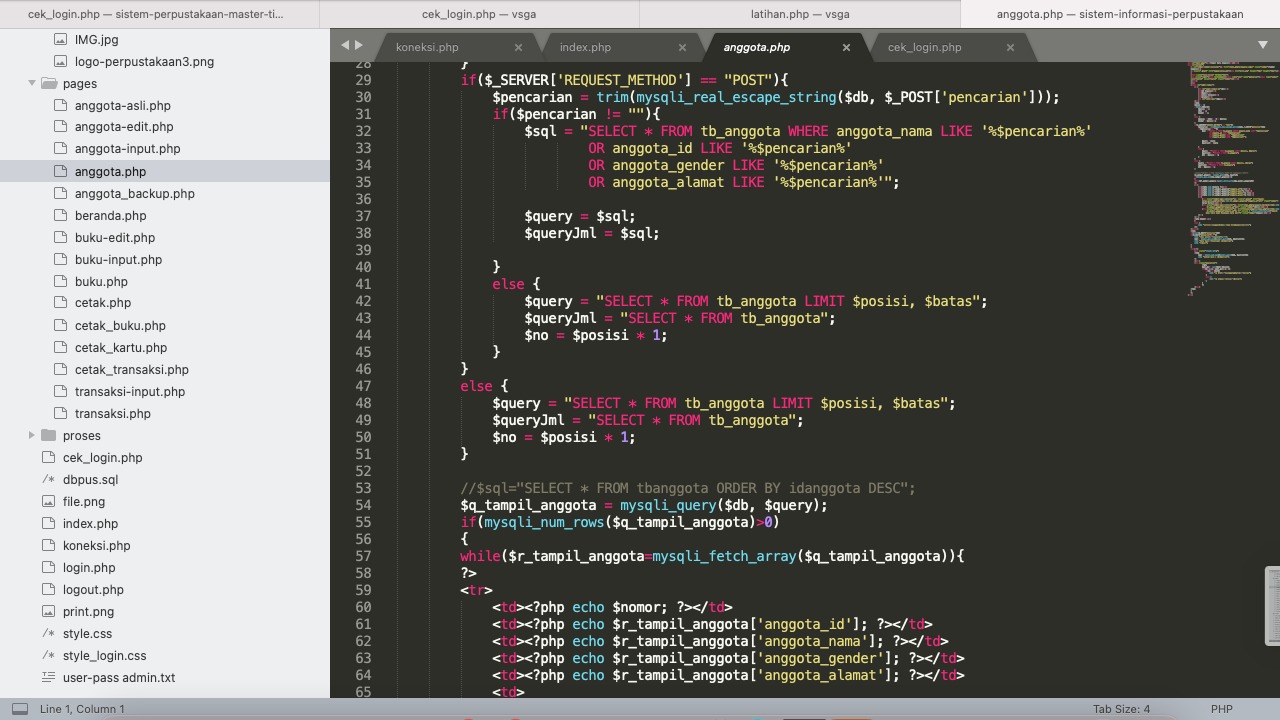 cek_login.php — sistem-perpustakaan-master-ti...
cek_login.php — vsga
latihan.php — vsga
anggota.php — sistem-informasi-perpustakaan
IMG.jpg
logo-perpustakaan3.png
pages
anggota-asli.php
anggota-edit.php
anggota-input.php
anggota.php
anggota_backup.php
beranda.php
buku-edit.php
buku-input.php
buku.php
cetak.php
cetak_buku.php
cetak_kartu.php
cetak_transaksi.php
transaksi-input.php
transaksi.php
proses
cek_login.php
dbpus.sql
file.png
index.php
koneksi.php
login.php
logout.php
print.png
style.css
style_login.css
user-pass admin.txt
koneksi.php ×
index.php ×
anggota.php ×
cek_login.php ×
28 }
29 if($_SERVER['REQUEST_METHOD'] == "POST"){
30 $pencarian = trim(mysqli_real_escape_string($db, $_POST['pencarian']));
31 if($pencarian != ""){
32 $sql = "SELECT * FROM tb_anggota WHERE anggota_nama LIKE '%$pencarian%'
33 OR anggota_id LIKE '%$pencarian%'
34 OR anggota_gender LIKE '%$pencarian%'
35 OR anggota_alamat LIKE '%$pencarian%'";
36
37 $query = $sql;
38 $queryJml = $sql;
39
40 }
41 else {
42 $query = "SELECT * FROM tb_anggota LIMIT $posisi, $batas";
43 $queryJml = "SELECT * FROM tb_anggota";
44 $no = $posisi * 1;
45 }
46 }
47 else {
48 $query = "SELECT * FROM tb_anggota LIMIT $posisi, $batas";
49 $queryJml = "SELECT * FROM tb_anggota";
50 $no = $posisi * 1;
51 }
52
53 //$sql="SELECT * FROM tbanggota ORDER BY idanggota DESC";
54 $q_tampil_anggota = mysqli_query($db, $query);
55 if(mysqli_num_rows($q_tampil_anggota)>0)
56 {
57 while($r_tampil_anggota=mysqli_fetch_array($q_tampil_anggota)){
58 ?>
59 <tr>
60 <td><?php echo $nomor; ?></td>
61 <td><?php echo $r_tampil_anggota['anggota_id']; ?></td>
62 <td><?php echo $r_tampil_anggota['anggota_nama']; ?></td>
63 <td><?php echo $r_tampil_anggota['anggota_gender']; ?></td>
64 <td><?php echo $r_tampil_anggota['anggota_alamat']; ?></td>
65 <td>
Line 1, Column 1
Tab Size: 4
PHP